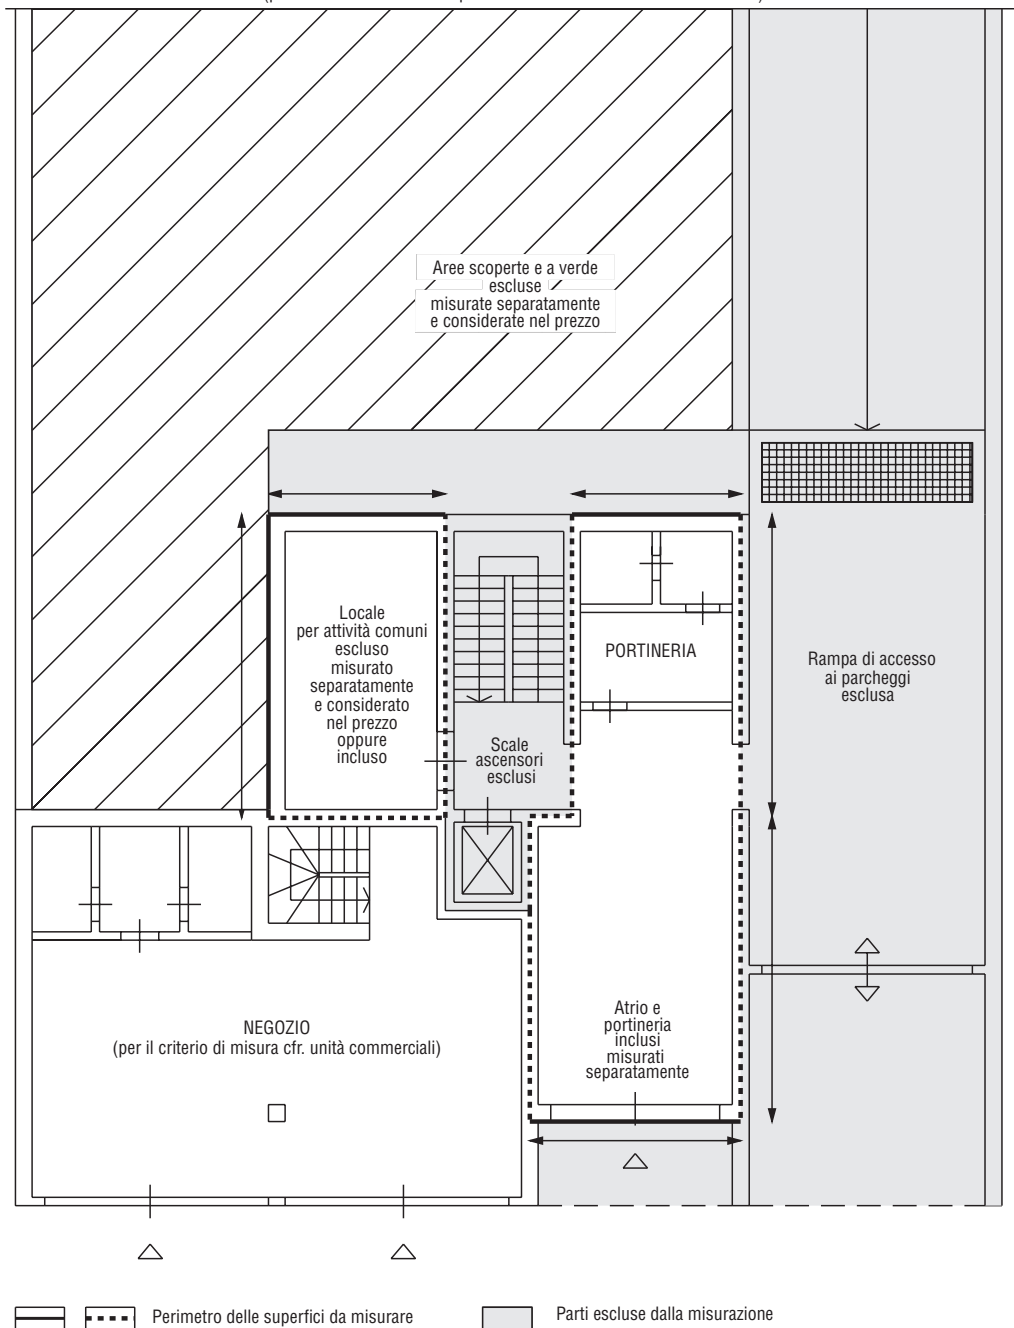 Aree scoperte e a verde
escluse
misurate separatamente
e considerate nel prezzo
Locale
per attività comuni
escluso
misurato
separatamente
e considerato
nel prezzo
oppure
incluso
PORTINERIA
Rampa di accesso
ai parcheggi
esclusa
Scale
ascensori
esclusi
Atrio e
portineria
inclusi
misurati
separatamente
NEGOZIO
(per il criterio di misura cfr. unità commerciali)
Perimetro delle superfici da misurare
Parti escluse dalla misurazione